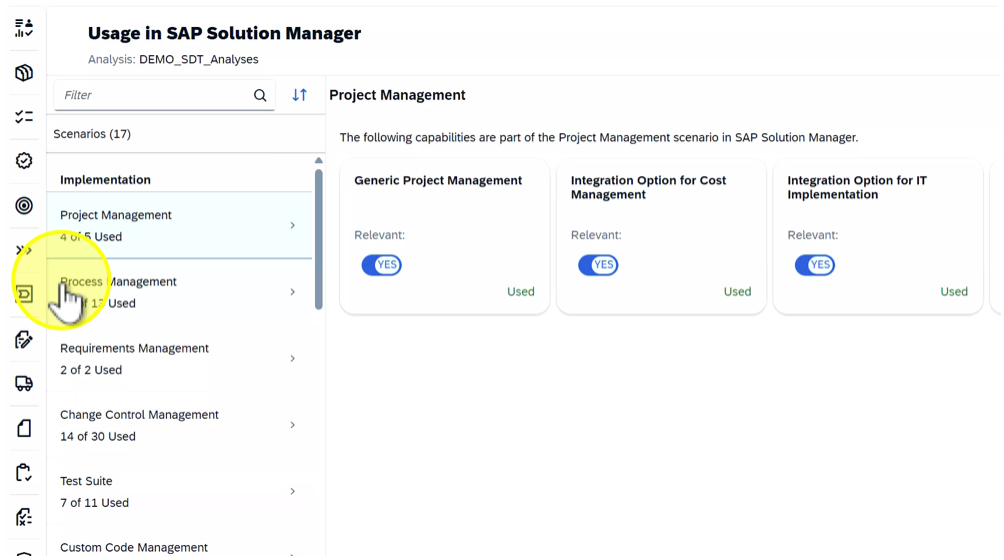 Usage in SAP Solution Manager
Analysis: DEMO_SDT_Analyses
Filter
Scenarios (17)
Implementation
Project Management
4 of 5 Used
Process Management
of 13 Used
Requirements Management
2 of 2 Used
Change Control Management
14 of 30 Used
Test Suite
7 of 11 Used
Custom Code Management
Project Management
The following capabilities are part of the Project Management scenario in SAP Solution Manager.
Generic Project Management
Relevant:
YES
Used
Integration Option for Cost
Management
Relevant:
YES
Used
Integration Option for IT
Implementation
Relevant:
YES
Used